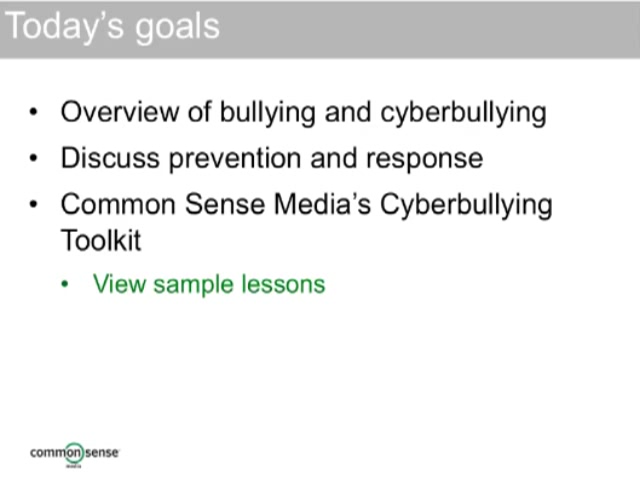 Today's goals
• Overview of bullying and cyberbullying
• Discuss prevention and response
• Common Sense Media's Cyberbullying
Toolkit
• View sample lessons
common sense
media